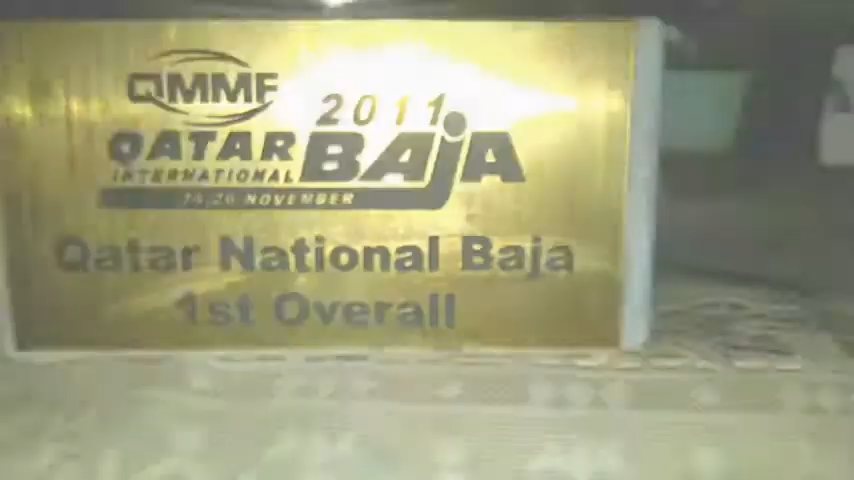 QMMF
2011
QATAR BAJA
INTERNATIONAL
NOVEMBER
Qatar National Baja
1st Overall